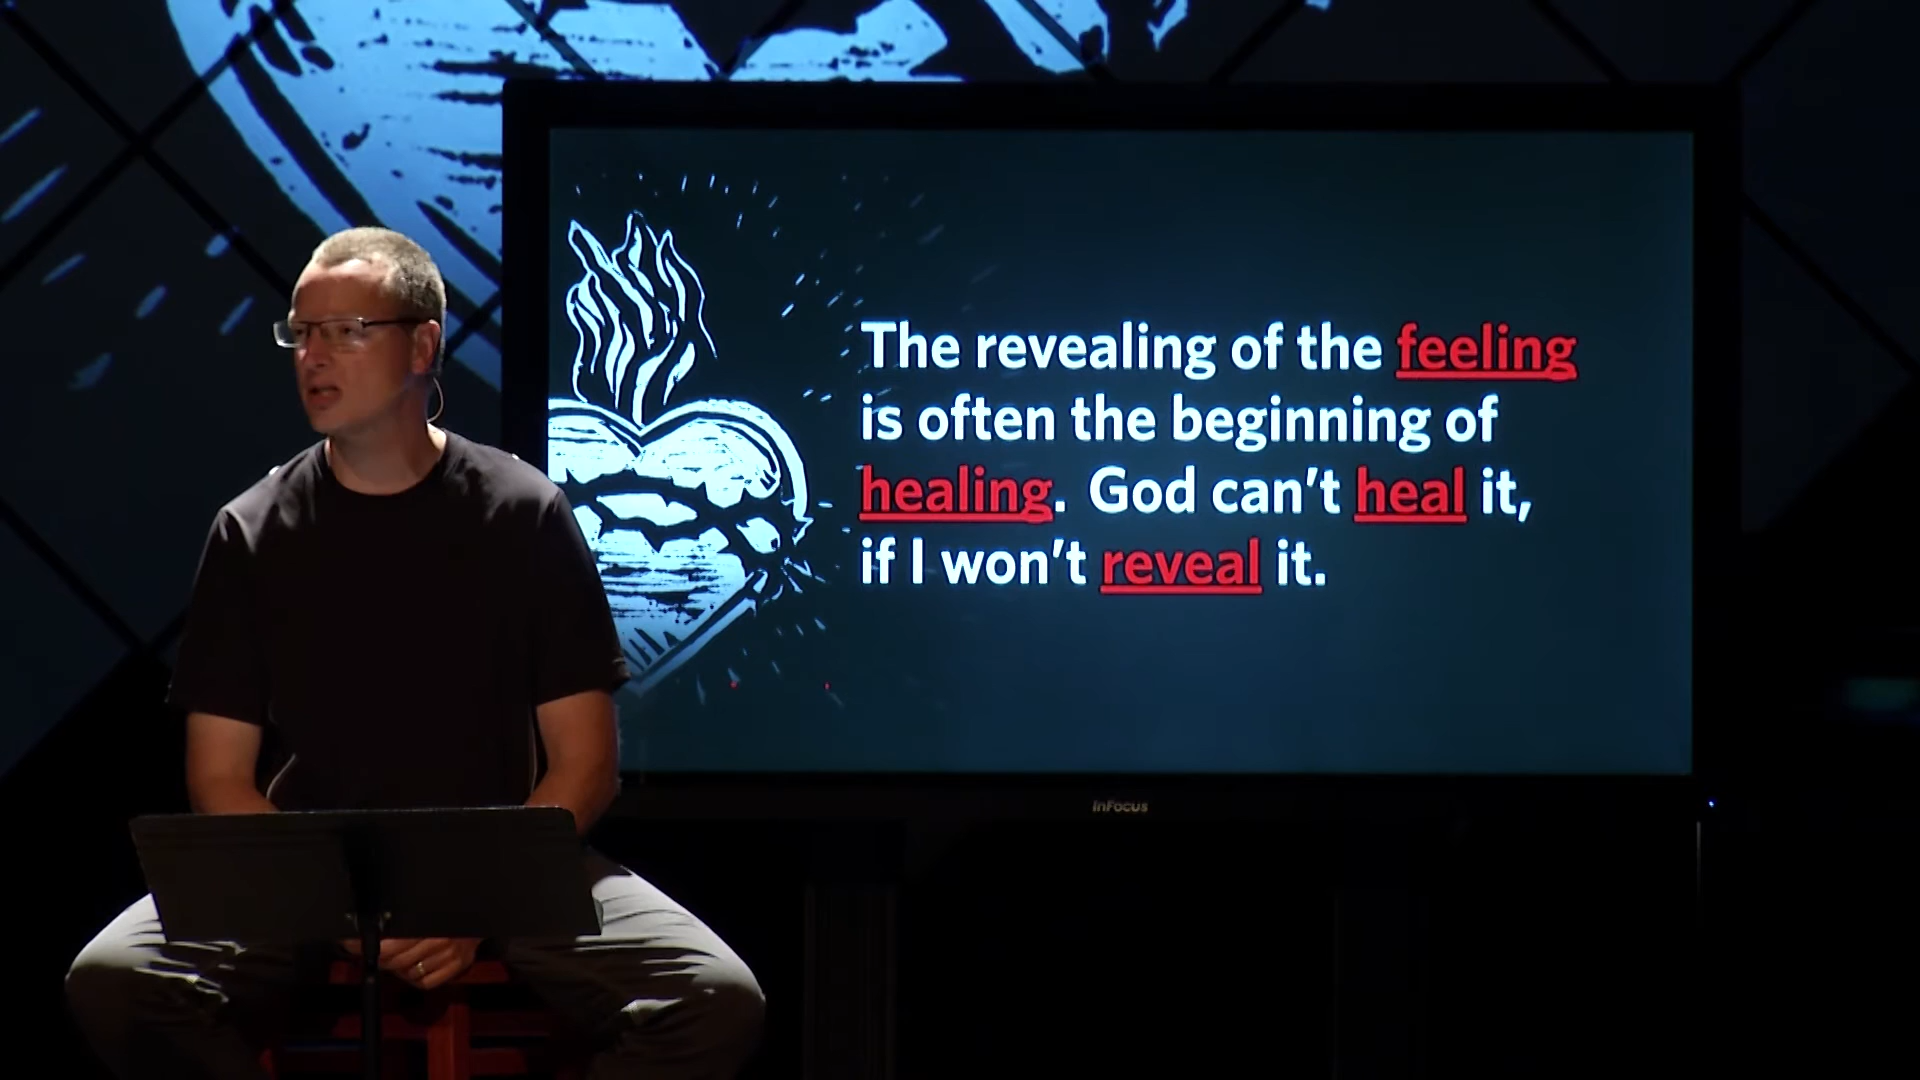 The revealing of the feeling
is often the beginning of
healing. God can't heal it,
if I won't reveal it.
InFocus